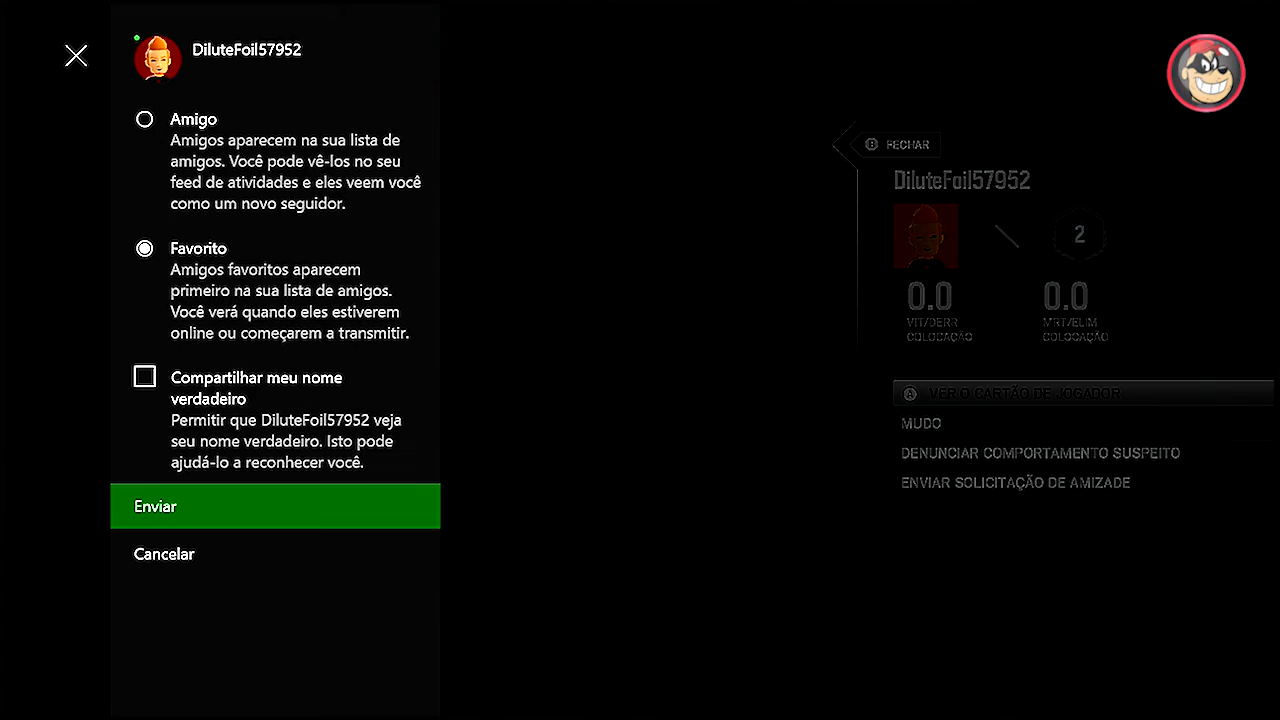 DiluteFoil57952
Amigo
Amigos aparecem na sua lista de
amigos. Você pode vê-los no seu
feed de atividades e eles veem você
como um novo seguidor.
Favorito
Amigos favoritos aparecem
primeiro na sua lista de amigos.
Você verá quando eles estiverem
online ou começarem a transmitir.
Compartilhar meu nome
verdadeiro
Permitir que DiluteFoil57952 veja
seu nome verdadeiro. Isto pode
ajudá-lo a reconhecer você.
Enviar
Cancelar
B FECHAR
DiluteFoil57952
2
0.0
VIT/DERR
COLOCAÇÃO
0.0
MRT/ELIM
COLOCAÇÃO
A VER O CARTÃO DE JOGADOR
MUDO
DENUNCIAR COMPORTAMENTO SUSPEITO
ENVIAR SOLICITAÇÃO DE AMIZADE